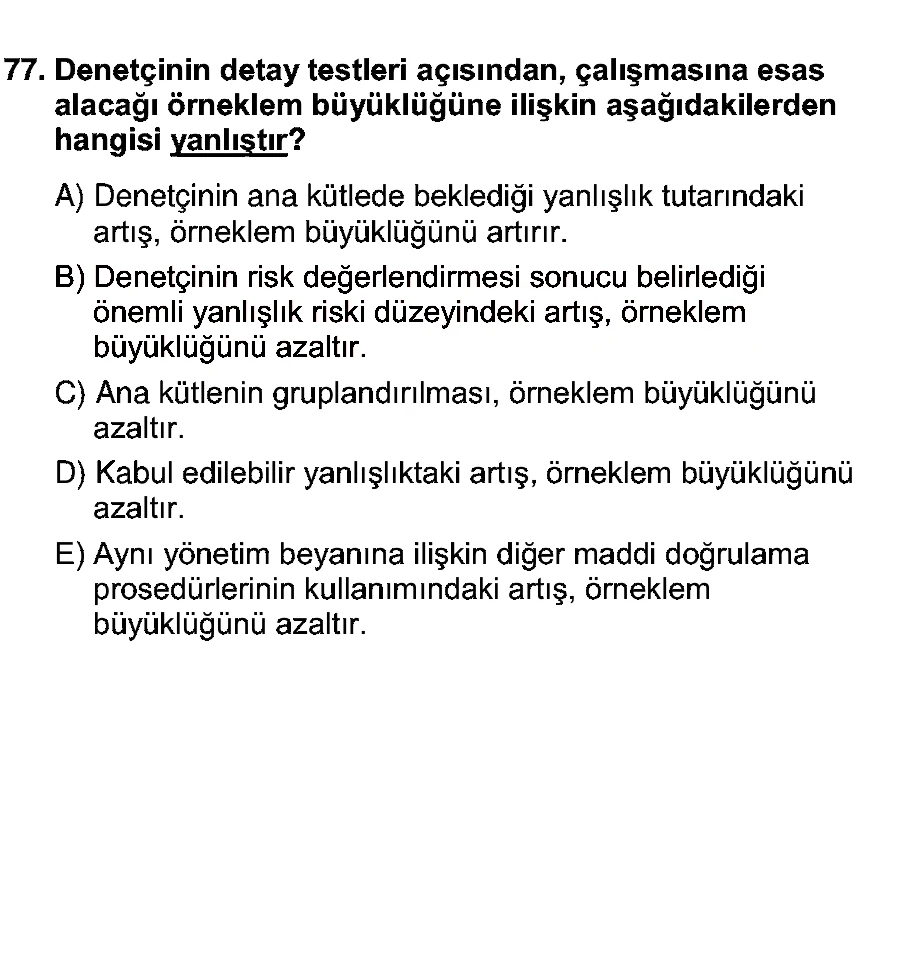 77. Denetçinin detay testleri açısından, çalışmasına esas
alacağı örneklem büyüklüğüne ilişkin aşağıdakilerden
hangisi yanlıştır?
A) Denetçinin ana kütlede beklediği yanlışlık tutarındaki
artış, örneklem büyüklüğünü artırır.
B) Denetçinin risk değerlendirmesi sonucu belirlediği
önemli yanlışlık riski düzeyindeki artış, örneklem
büyüklüğünü azaltır.
C) Ana kütlenin gruplandırılması, örneklem büyüklüğünü
azaltır.
D) Kabul edilebilir yanlışlıktaki artış, örneklem büyüklüğünü
azaltır.
E) Aynı yönetim beyanına ilişkin diğer maddi doğrulama
prosedürlerinin kullanımındaki artış, örneklem
büyüklüğünü azaltır.